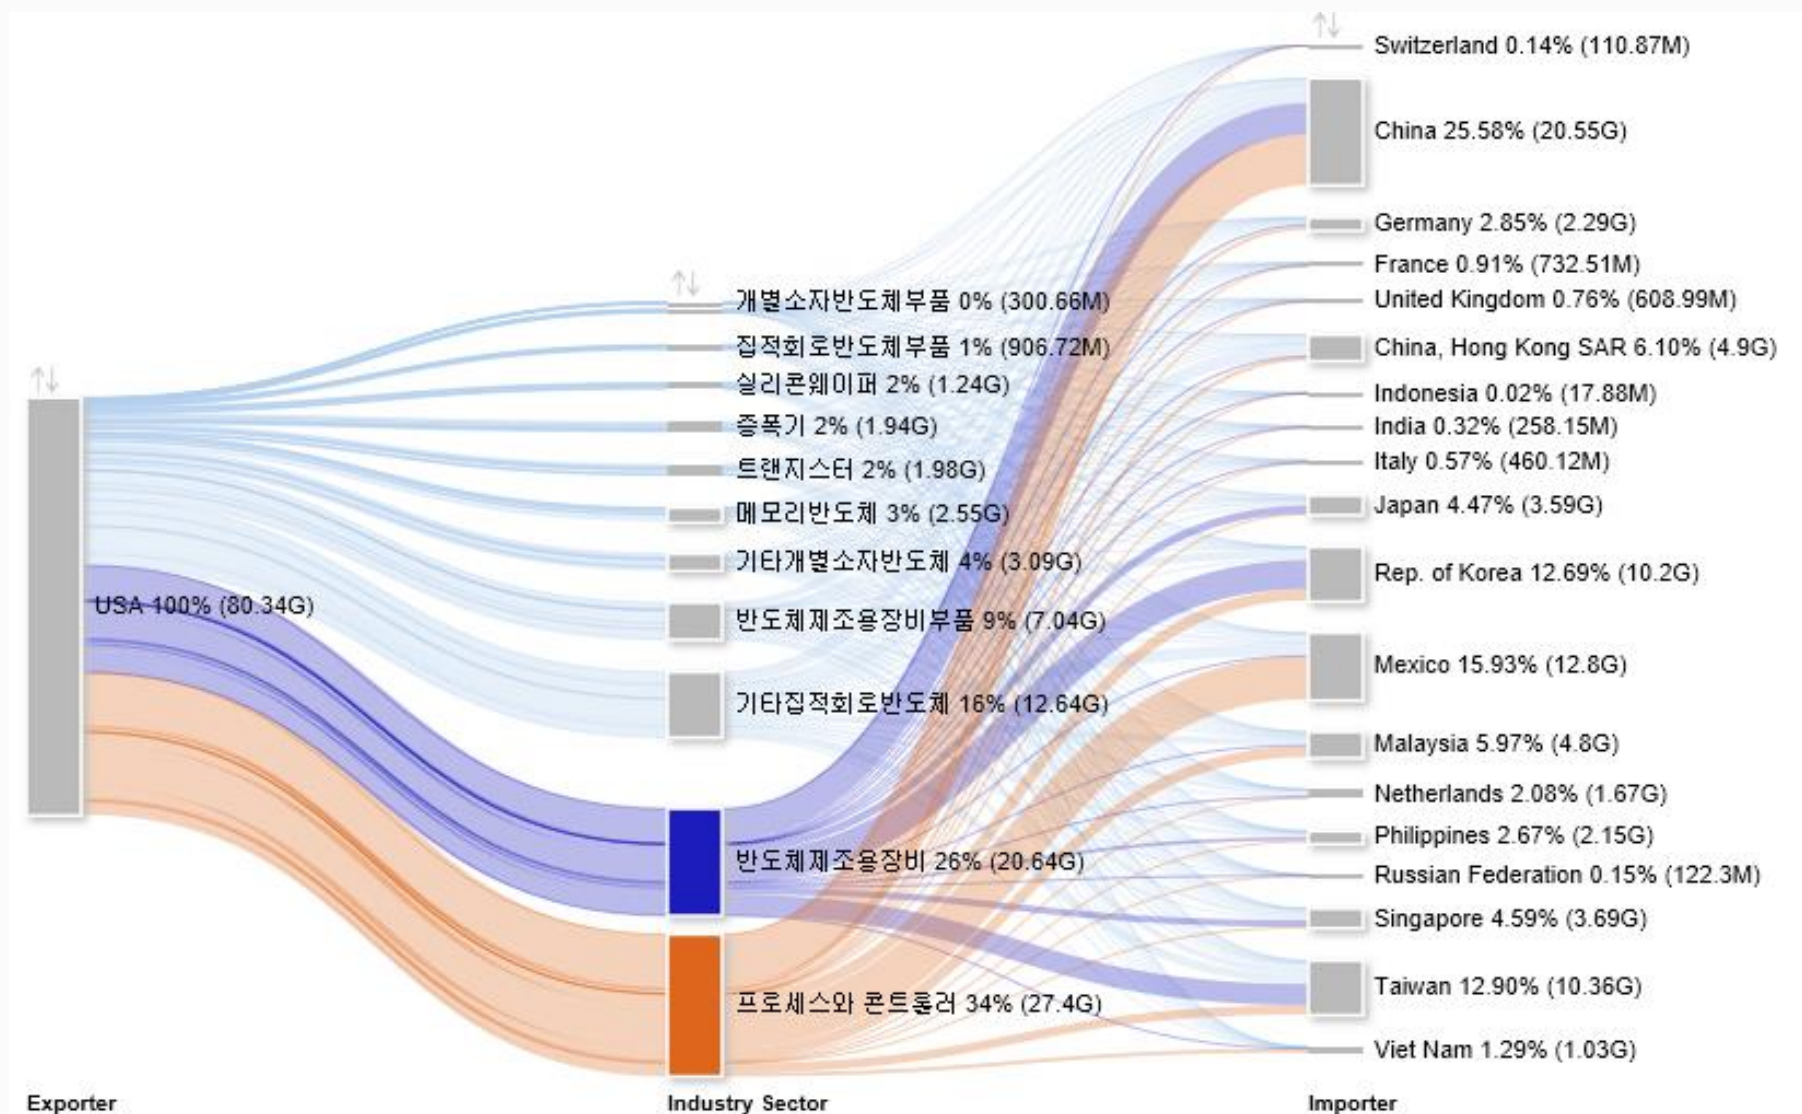 USA 100% (80.34G)
개별소자반도체부품 0% (300.66M)
집적회로반도체부품 1% (906.72M)
실리콘웨이퍼 2% (1.24G)
증폭기 2% (1.94G)
트랜지스터 2% (1.98G)
메모리반도체 3% (2.55G)
기타개별소자반도체 4% (3.09G)
반도체제조용장비부품 9% (7.04G)
기타집적회로반도체 16% (12.64G)
반도체제조용장비 26% (20.64G)
프로세스와 콘트롤러 34% (27.4G)
Switzerland 0.14% (110.87M)
China 25.58% (20.55G)
Germany 2.85% (2.29G)
France 0.91% (732.51M)
United Kingdom 0.76% (608.99M)
China, Hong Kong SAR 6.10% (4.9G)
Indonesia 0.02% (17.88M)
India 0.32% (258.15M)
Italy 0.57% (460.12M)
Japan 4.47% (3.59G)
Rep. of Korea 12.69% (10.2G)
Mexico 15.93% (12.8G)
Malaysia 5.97% (4.8G)
Netherlands 2.08% (1.67G)
Philippines 2.67% (2.15G)
Russian Federation 0.15% (122.3M)
Singapore 4.59% (3.69G)
Taiwan 12.90% (10.36G)
Viet Nam 1.29% (1.03G)
Exporter
Industry Sector
Importer